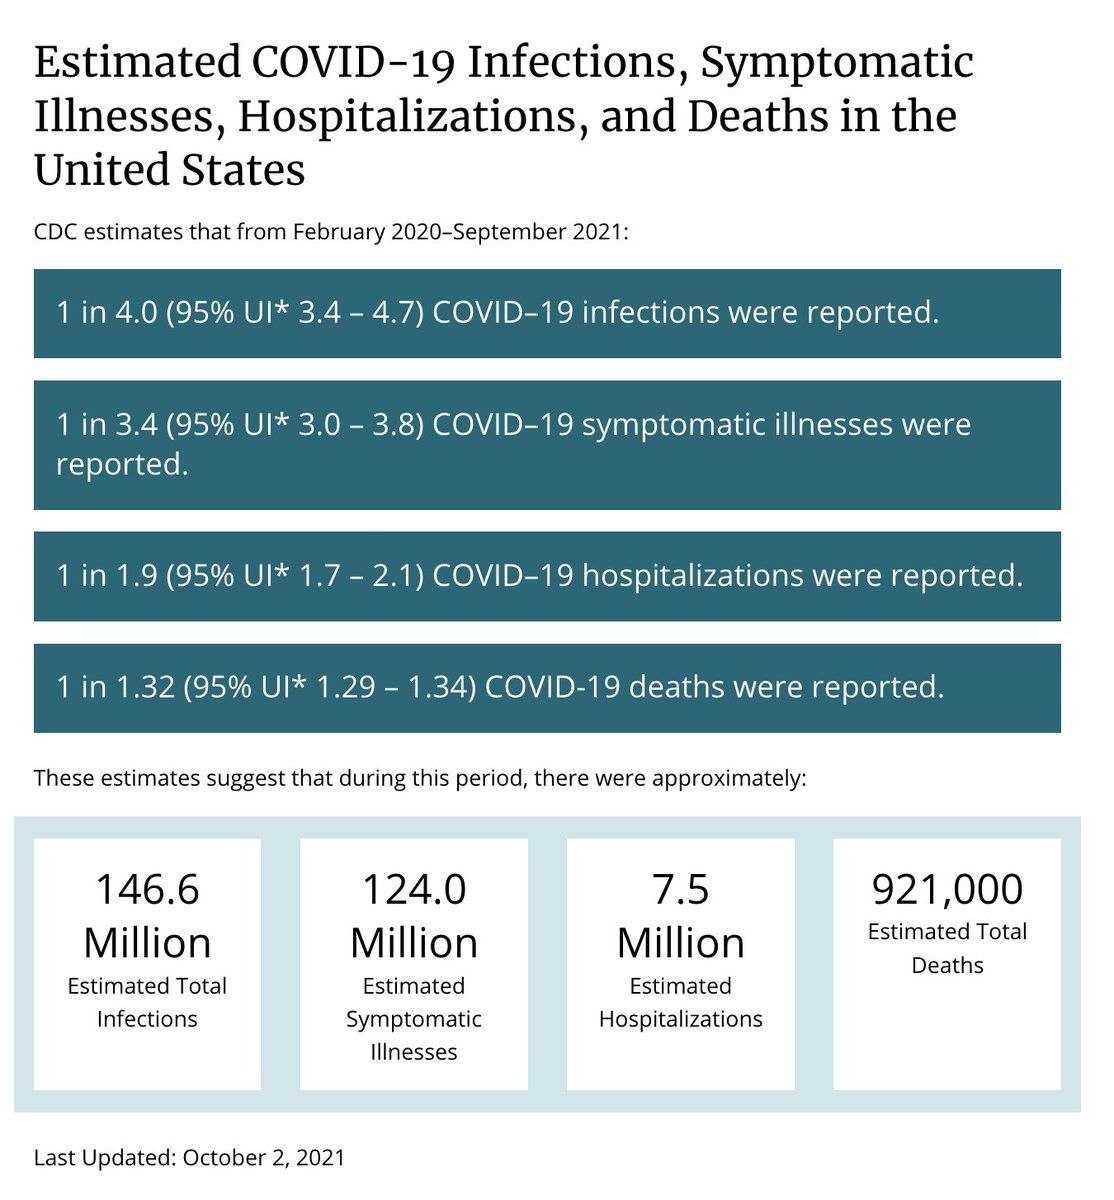 Estimated COVID-19 Infections, Symptomatic
Illnesses, Hospitalizations, and Deaths in the
United States
CDC estimates that from February 2020–September 2021:
1 in 4.0 (95% UI* 3.4 – 4.7) COVID–19 infections were reported.
1 in 3.4 (95% UI* 3.0 – 3.8) COVID–19 symptomatic illnesses were
reported.
1 in 1.9 (95% UI* 1.7 – 2.1) COVID–19 hospitalizations were reported.
1 in 1.32 (95% UI* 1.29 – 1.34) COVID-19 deaths were reported.
These estimates suggest that during this period, there were approximately:
146.6
Million
Estimated Total
Infections
124.0
Million
Estimated
Symptomatic
Illnesses
7.5
Million
Estimated
Hospitalizations
921,000
Estimated Total
Deaths
Last Updated: October 2, 2021